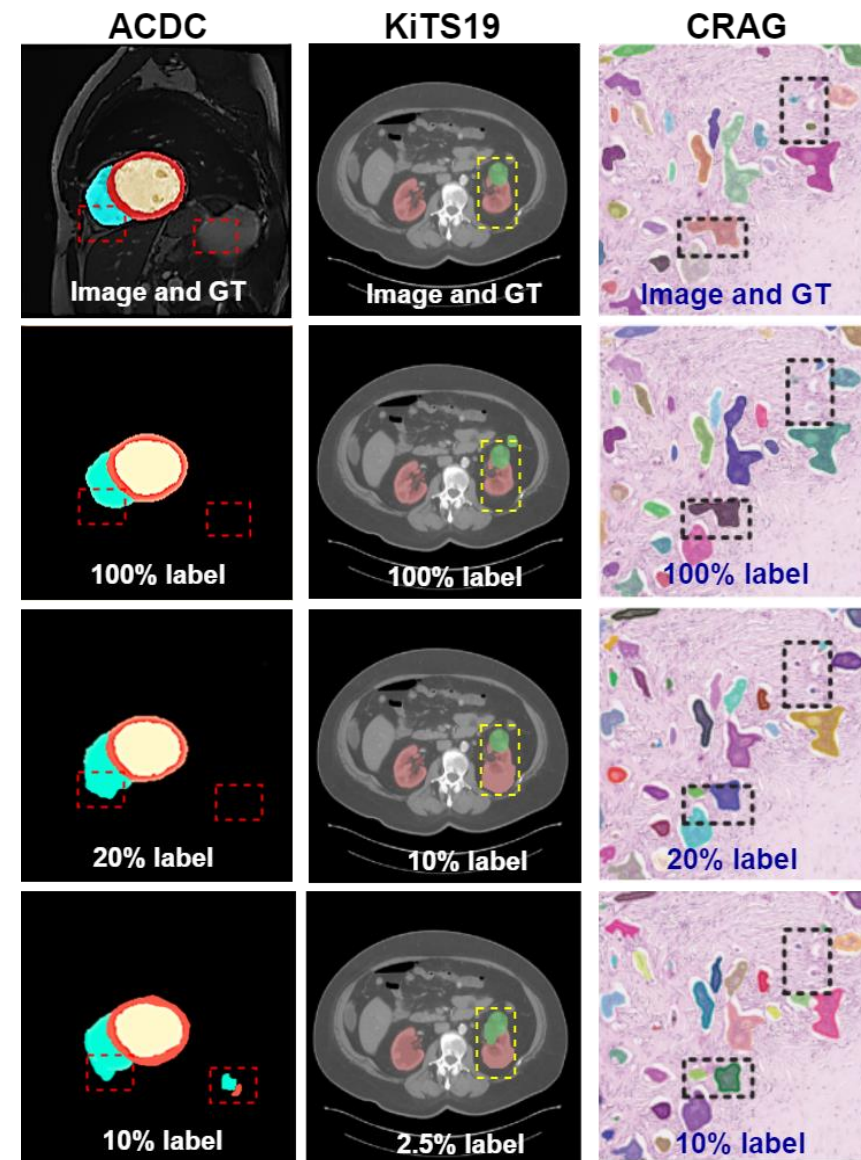 ACDC KiTS19 CRAG
Image and GT Image and GT Image and GT
100% label 100% label 100% label
20% label 10% label 20% label
10% label 2.5% label 10% label